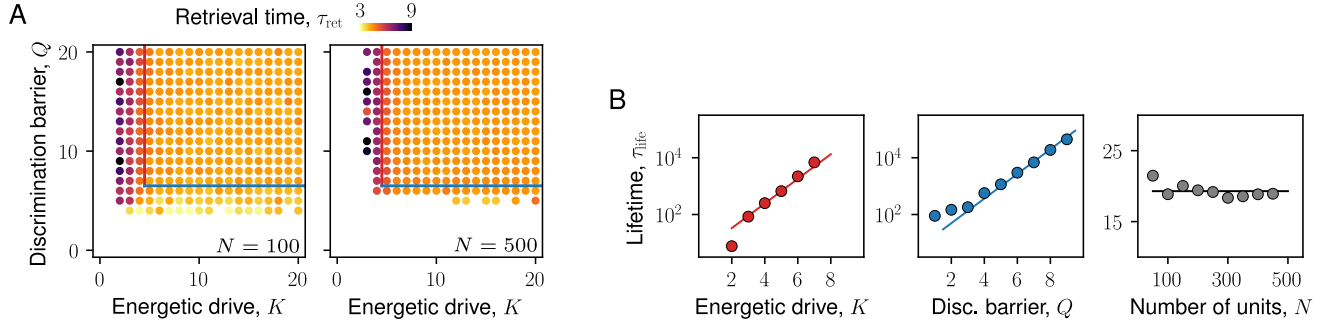 A
Retrieval time, τret
3
9
Discrimination barrier, Q
20
10
0
N = 100
N = 500
0
10
20
0
10
20
Energetic drive, K
Energetic drive, K
B
Lifetime, τlife
10^4
10^2
10^4
10^2
25
15
2
4
6
8
2
4
6
8
100
300
500
Energetic drive, K
Disc. barrier, Q
Number of units, N